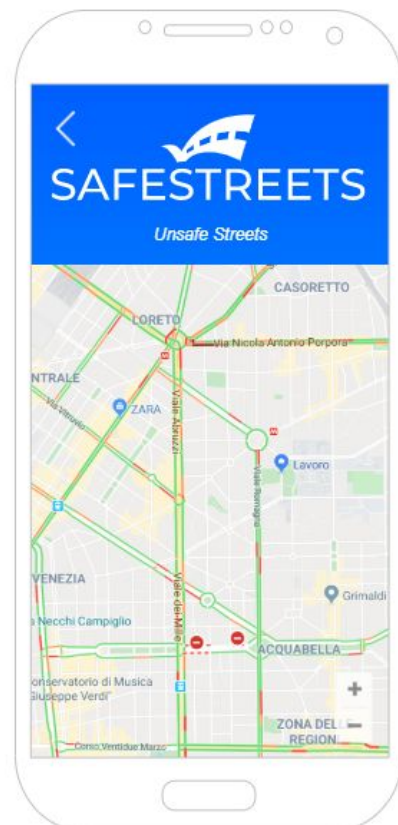 SAFESTREETS
Unsafe Streets
CASORETTO
LORETO
Via Nicola Antonio Porpora
NTRALE
ZARA
Via Vitruvio
Viale Abruzzi
Lavoro
Viale Romagna
VENEZIA
Grimaldi
Viale dei Mille
Necchi Campiglio
ACQUABELLA
onservatorio di Musica
Giuseppe Verdi"
+
ZONA DEL
REGION
−
Corso Ventidue Marzo